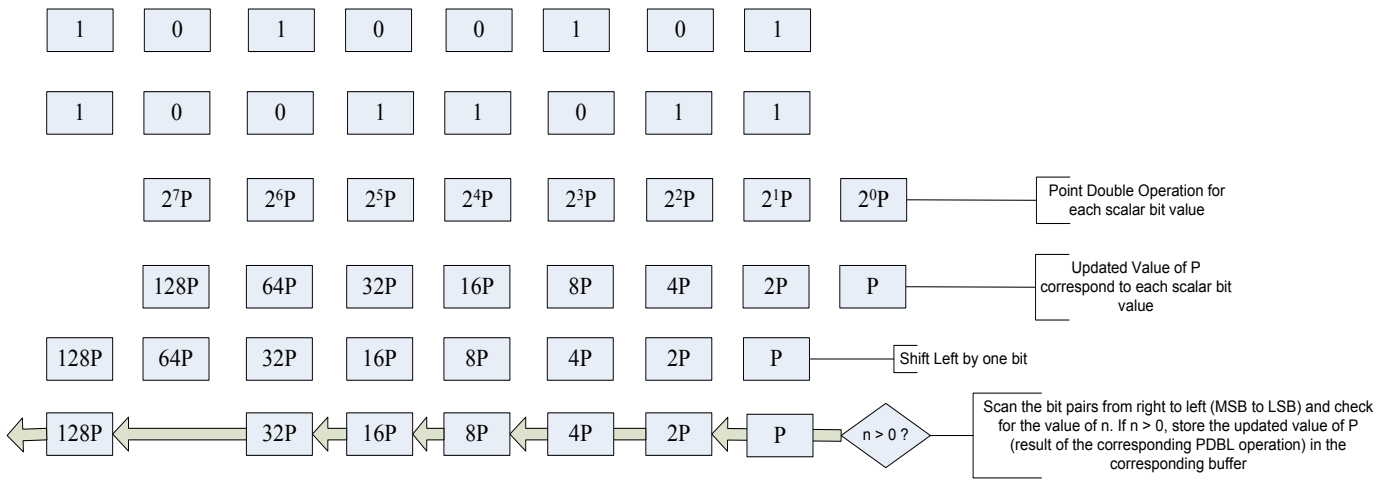 1 0 1 0 0 1 0 1
1 0 0 1 1 0 1 1
2⁷P 2⁶P 2⁵P 2⁴P 2³P 2²P 2¹P 2⁰P
Point Double Operation for
each scalar bit value
128P 64P 32P 16P 8P 4P 2P P
Updated Value of P
correspond to each scalar bit
value
128P 64P 32P 16P 8P 4P 2P P
Shift Left by one bit
128P 32P 16P 8P 4P 2P P n > 0 ?
Scan the bit pairs from right to left (MSB to LSB) and check
for the value of n. If n > 0, store the updated value of P
(result of the corresponding PDBL operation) in the
corresponding buffer